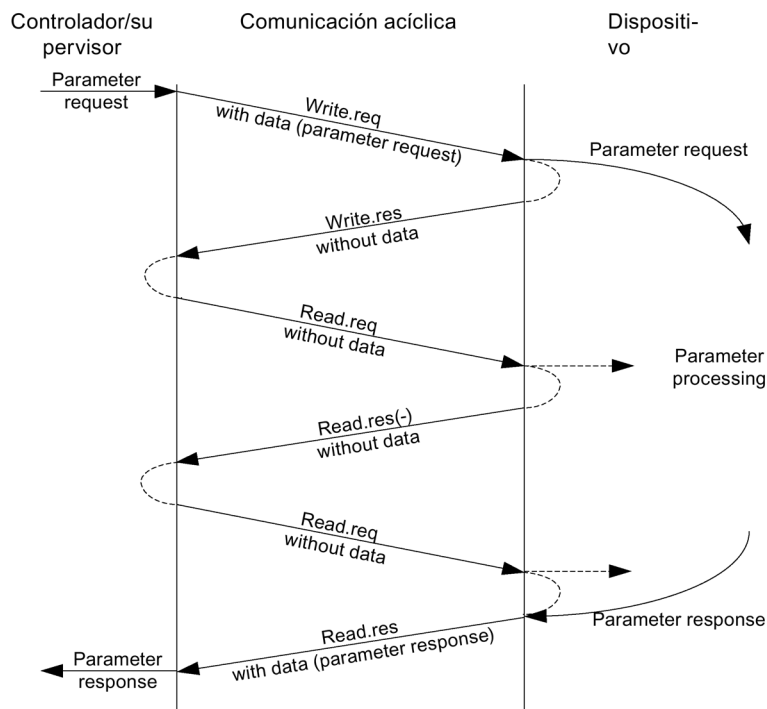 Controlador/su
pervisor
Comunicación acíclica
Dispositi-
vo
Parameter
request
Write.req
with data (parameter request)
Parameter request
Write.res
without data
Read.req
without data
Parameter
processing
Read.res(-)
without data
Read.req
without data
Parameter response
Read.res
with data (parameter response)
Parameter
response